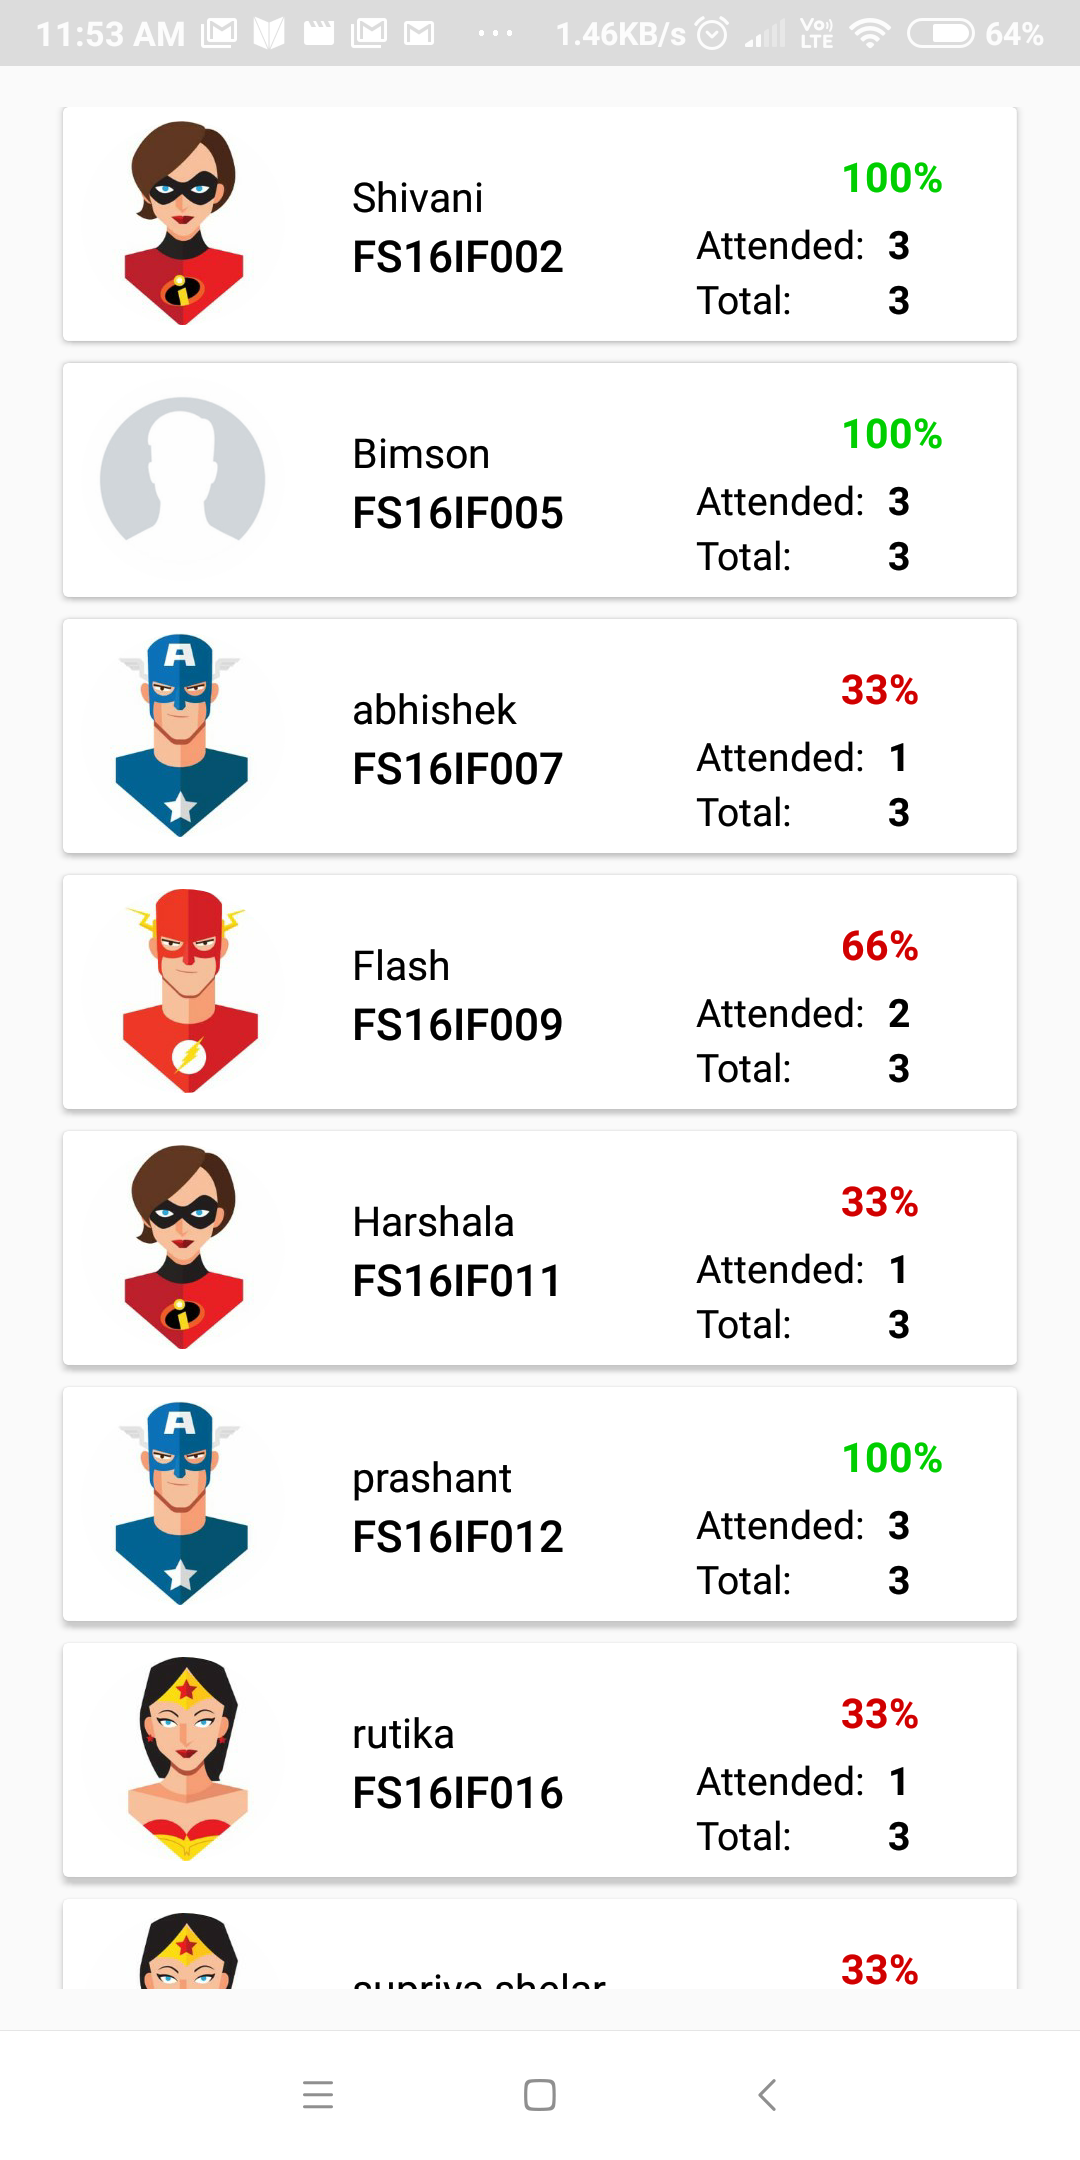 11:53 AM ... 1.46KB/s Vo) LTE 64%
100%
Shivani
FS16IF002
Attended: 3
Total: 3
100%
Bimson
FS16IF005
Attended: 3
Total: 3
33%
abhishek
FS16IF007
Attended: 1
Total: 3
66%
Flash
FS16IF009
Attended: 2
Total: 3
33%
Harshala
FS16IF011
Attended: 1
Total: 3
100%
prashant
FS16IF012
Attended: 3
Total: 3
33%
rutika
FS16IF016
Attended: 1
Total: 3
33%
supriya shelar